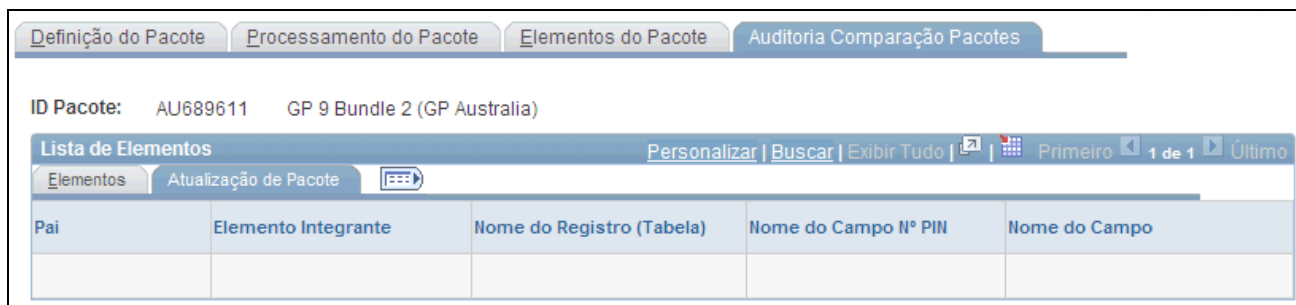 Definição do Pacote Processamento do Pacote Elementos do Pacote Auditoria Comparação Pacotes
ID Pacote: AU689611 GP 9 Bundle 2 (GP Australia)
Lista de Elementos Personalizar | Buscar | Exibir Tudo | | Primeiro 1 de 1 Último
Elementos Atualização de Pacote
Pai Elemento Integrante Nome do Registro (Tabela) Nome do Campo Nº PIN Nome do Campo